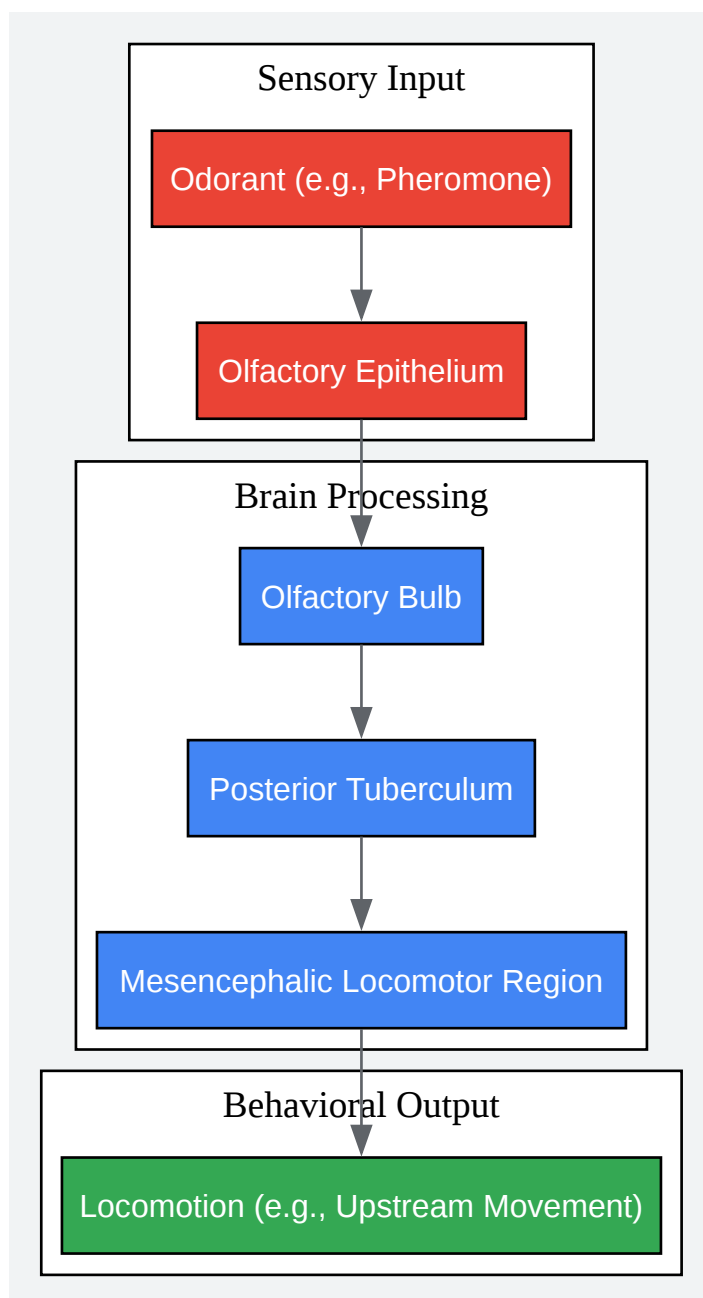 Sensory Input
Odorant (e.g., Pheromone)
Olfactory Epithelium
Brain Processing
Olfactory Bulb
Posterior Tuberculum
Mesencephalic Locomotor Region
Behavioral Output
Locomotion (e.g., Upstream Movement)